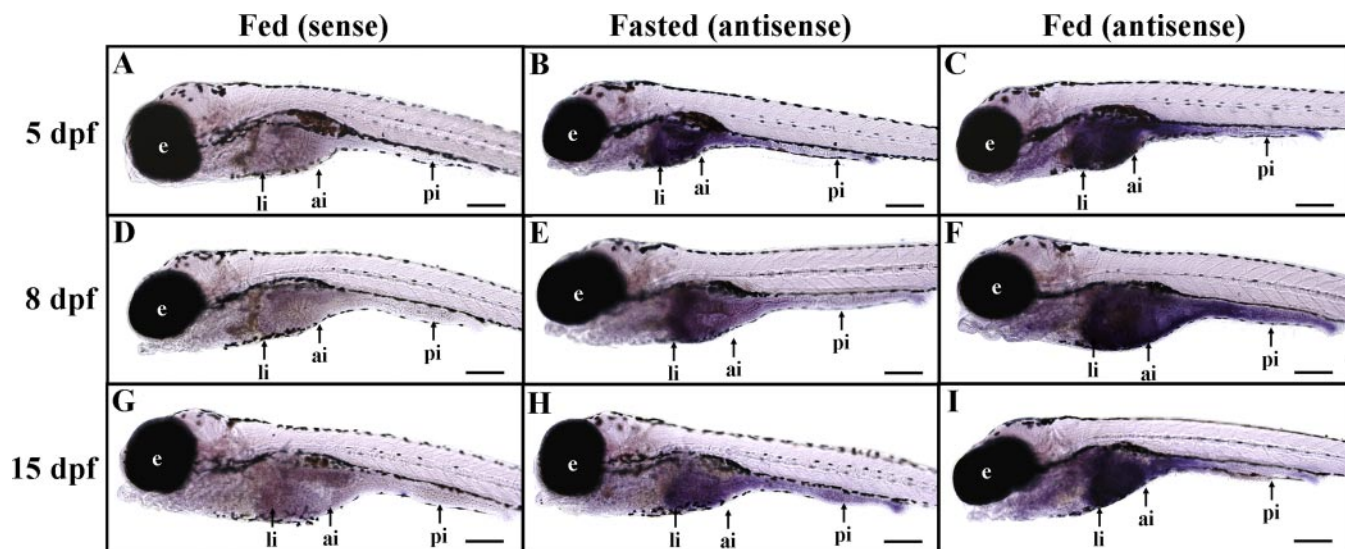 Fed (sense) Fasted (antisense) Fed (antisense)
A B C
5 dpf
e e e
li ai pi li ai pi li ai pi
D E F
8 dpf
e e e
li ai pi li ai pi li ai pi
G H I
15 dpf
e e e
li ai pi li ai pi li ai pi